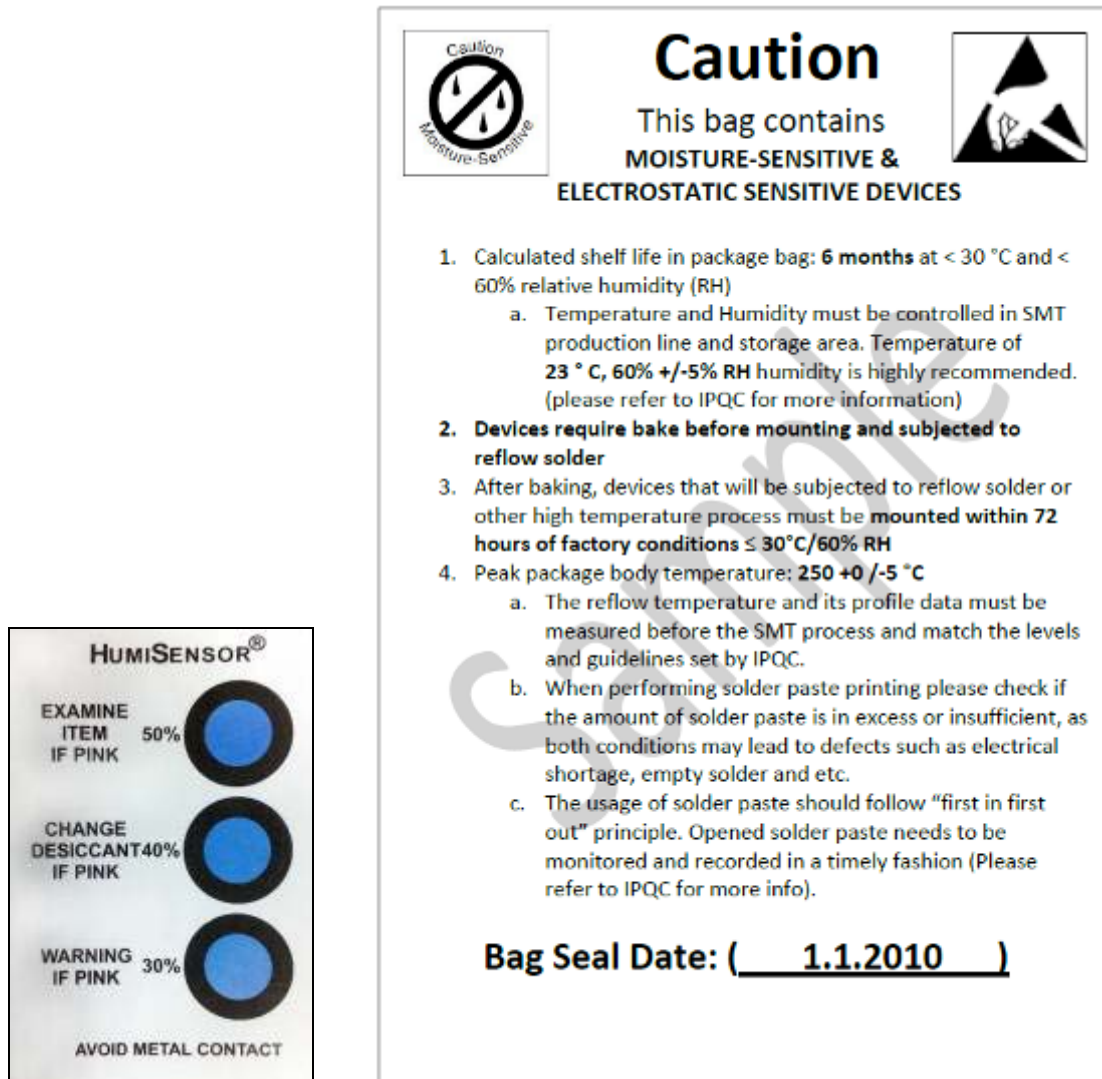 HUMISENSOR®
EXAMINE
ITEM 50%
IF PINK
CHANGE
DESICCANT40%
IF PINK
WARNING 30%
IF PINK
AVOID METAL CONTACT
Caution
Moisture-Sensitive
Caution
This bag contains
MOISTURE-SENSITIVE &
ELECTROSTATIC SENSITIVE DEVICES
1. Calculated shelf life in package bag: 6 months at < 30 °C and <
60% relative humidity (RH)
a. Temperature and Humidity must be controlled in SMT
production line and storage area. Temperature of
23 ° C, 60% +/-5% RH humidity is highly recommended.
(please refer to IPQC for more information)
2. Devices require bake before mounting and subjected to
reflow solder
3. After baking, devices that will be subjected to reflow solder or
other high temperature process must be mounted within 72
hours of factory conditions ≤ 30°C/60% RH
4. Peak package body temperature: 250 +0 /-5 °C
a. The reflow temperature and its profile data must be
measured before the SMT process and match the levels
and guidelines set by IPQC.
b. When performing solder paste printing please check if
the amount of solder paste is in excess or insufficient, as
both conditions may lead to defects such as electrical
shortage, empty solder and etc.
c. The usage of solder paste should follow “first in first
out” principle. Opened solder paste needs to be
monitored and recorded in a timely fashion (Please
refer to IPQC for more info).
Bag Seal Date: ( 1.1.2010 )
Sample